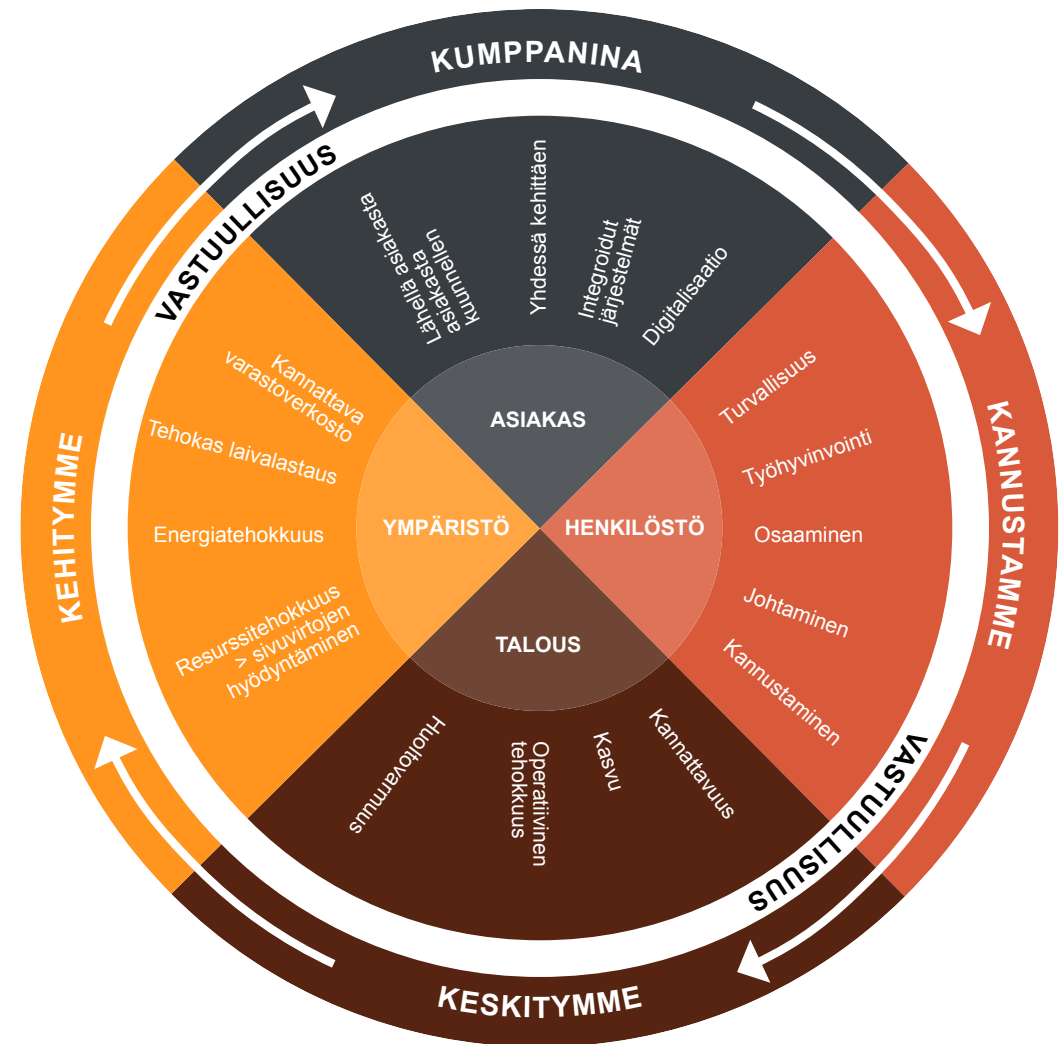 KUMPPANINA
VASTUULLISUUS
Lähellä asiakasta
asiakasta
kuunnellen
Yhdessä kehittäen
Integroidut
järjestelmät
Digitalisaatio
ASIAKAS
KANNUSTAMME
Turvallisuus
Työhyvinvointi
Osaaminen
Johtaminen
Kannustaminen
HENKILÖSTÖ
VASTUULLISUUS
KESKITYMME
TALOUS
Kannattavuus
Kasvu
Operatiivinen
tehokkuus
Huoltovarmuus
KEHITYMME
YMPÄRISTÖ
Kannattava
varastoverkosto
Tehokas laivalastaus
Energiatehokkuus
Resurssitehokkuus
> sivuvirtojen
hyödyntäminen